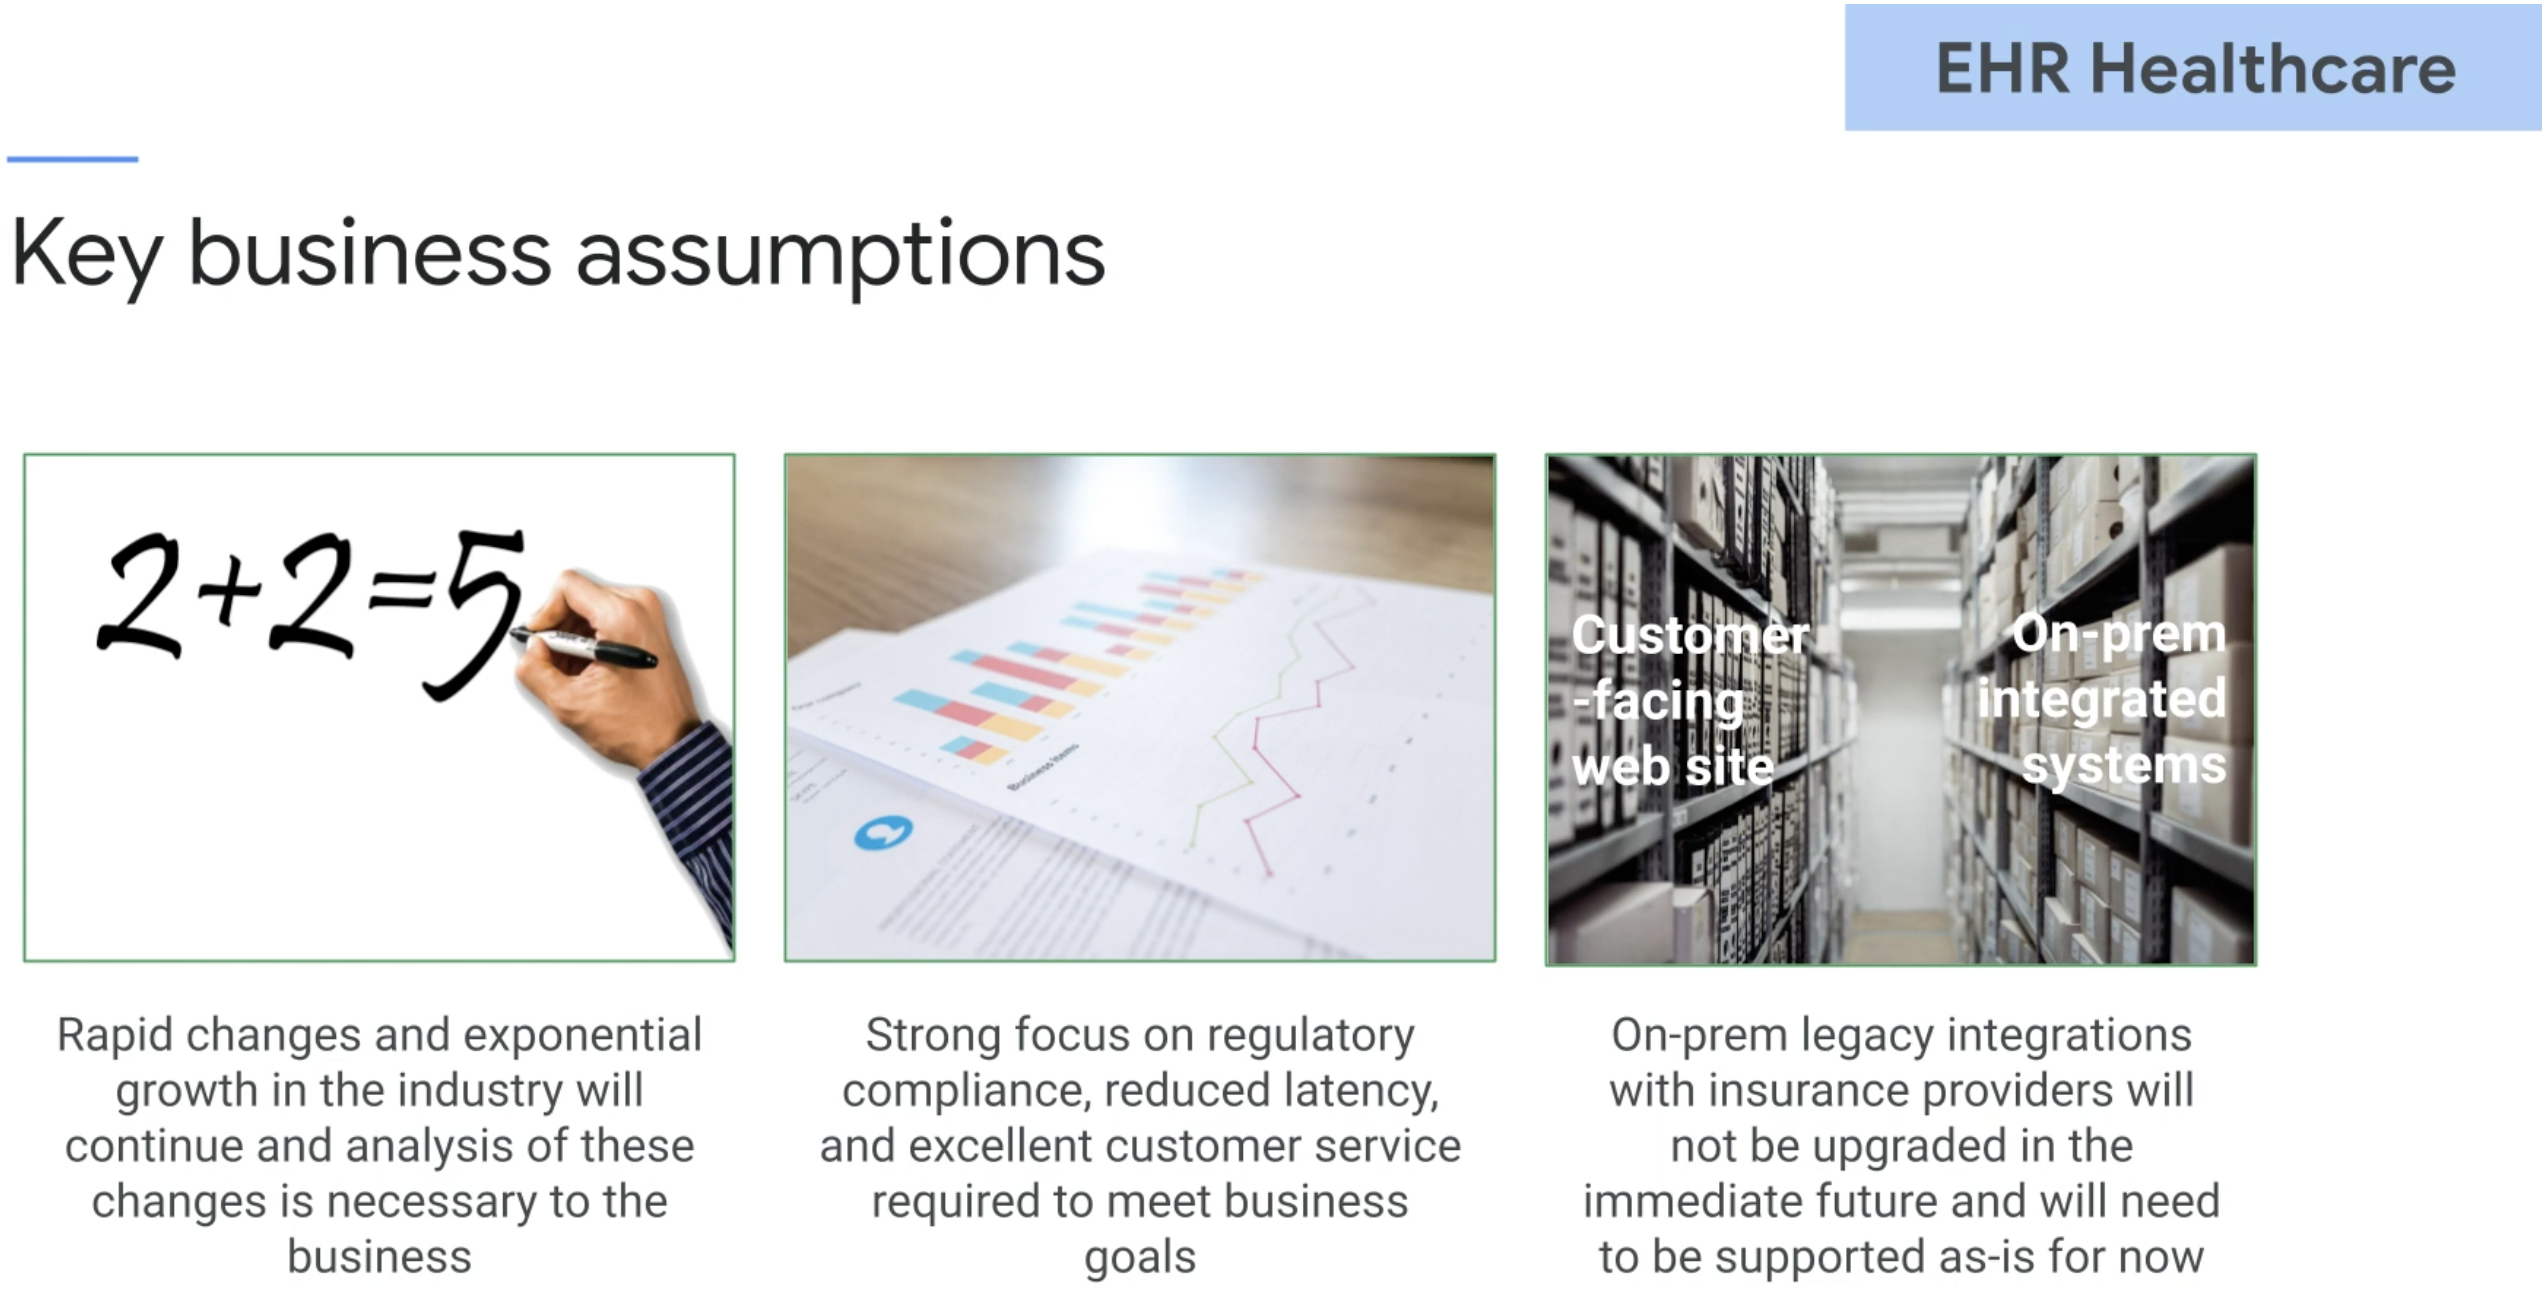 EHR Healthcare
Key business assumptions
2+2=5
Business Items
Customer
-facing
web site
On-prem
integrated
systems
Rapid changes and exponential
growth in the industry will
continue and analysis of these
changes is necessary to the
business
Strong focus on regulatory
compliance, reduced latency,
and excellent customer service
required to meet business
goals
On-prem legacy integrations
with insurance providers will
not be upgraded in the
immediate future and will need
to be supported as-is for now